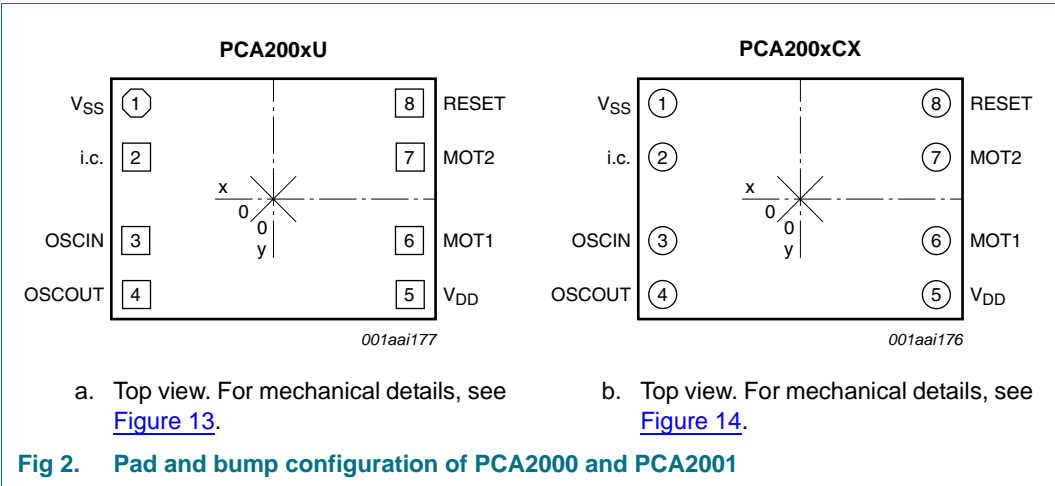 PCA200xU
VSS 1 8 RESET
i.c. 2 7 MOT2
x
0
0
y
OSCIN 3 6 MOT1
OSCOUT 4 5 VDD
001aai177
a. Top view. For mechanical details, see
Figure 13.
PCA200xCX
VSS 1 8 RESET
i.c. 2 7 MOT2
x
0
0
y
OSCIN 3 6 MOT1
OSCOUT 4 5 VDD
001aai176
b. Top view. For mechanical details, see
Figure 14.
Fig 2. Pad and bump configuration of PCA2000 and PCA2001